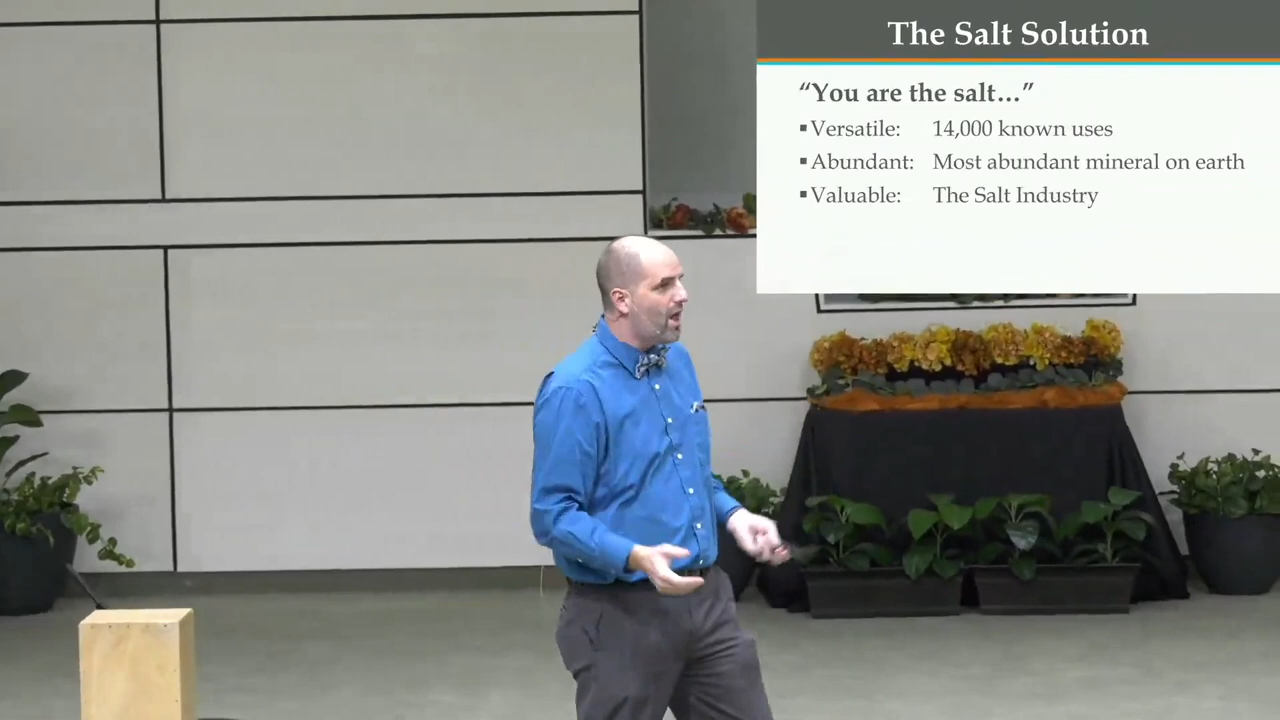 The Salt Solution
“You are the salt…”
▪Versatile: 14,000 known uses
▪Abundant: Most abundant mineral on earth
▪Valuable: The Salt Industry